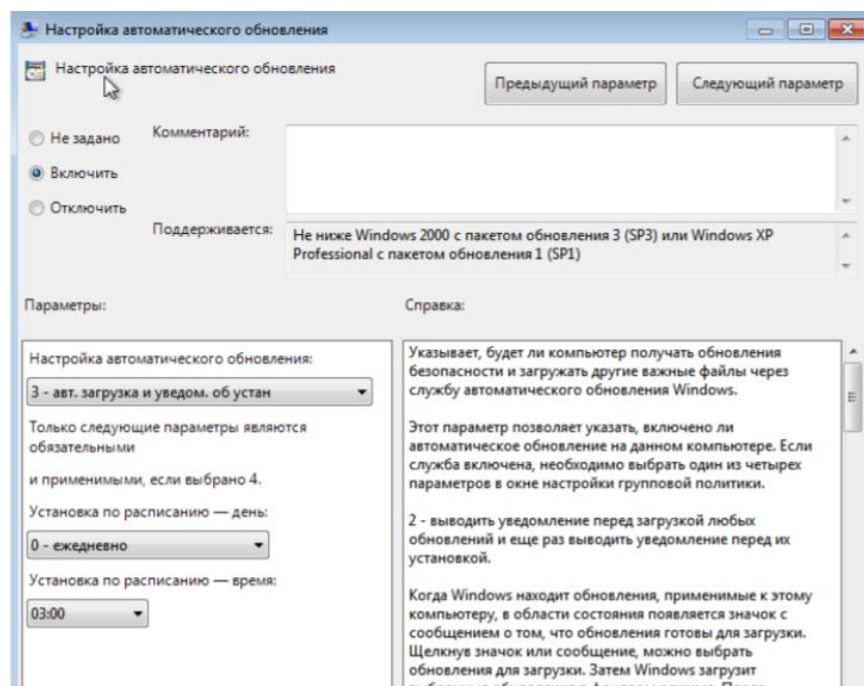 Настройка автоматического обновления
Настройка автоматического обновления
Предыдущий параметр
Следующий параметр
Не задано
Включить
Отключить
Комментарий:
Поддерживается:
Не ниже Windows 2000 с пакетом обновления 3 (SP3) или Windows XP
Professional с пакетом обновления 1 (SP1)
Параметры:
Настройка автоматического обновления:
3 - авт. загрузка и уведом. об устан
Только следующие параметры являются
обязательными
и применимыми, если выбрано 4.
Установка по расписанию — день:
0 - ежедневно
Установка по расписанию — время:
03:00
Справка:
Указывает, будет ли компьютер получать обновления
безопасности и загружать другие важные файлы через
службу автоматического обновления Windows.
Этот параметр позволяет указать, включено ли
автоматическое обновление на данном компьютере. Если
служба включена, необходимо выбрать один из четырех
параметров в окне настройки групповой политики.
2 - выводить уведомление перед загрузкой любых
обновлений и еще раз выводить уведомление перед их
установкой.
Когда Windows находит обновления, применимые к этому
компьютеру, в области состояния появляется значок с
сообщением о том, что обновления готовы для загрузки.
Щелкнув значок или сообщение, можно выбрать
обновления для загрузки. Затем Windows загрузит